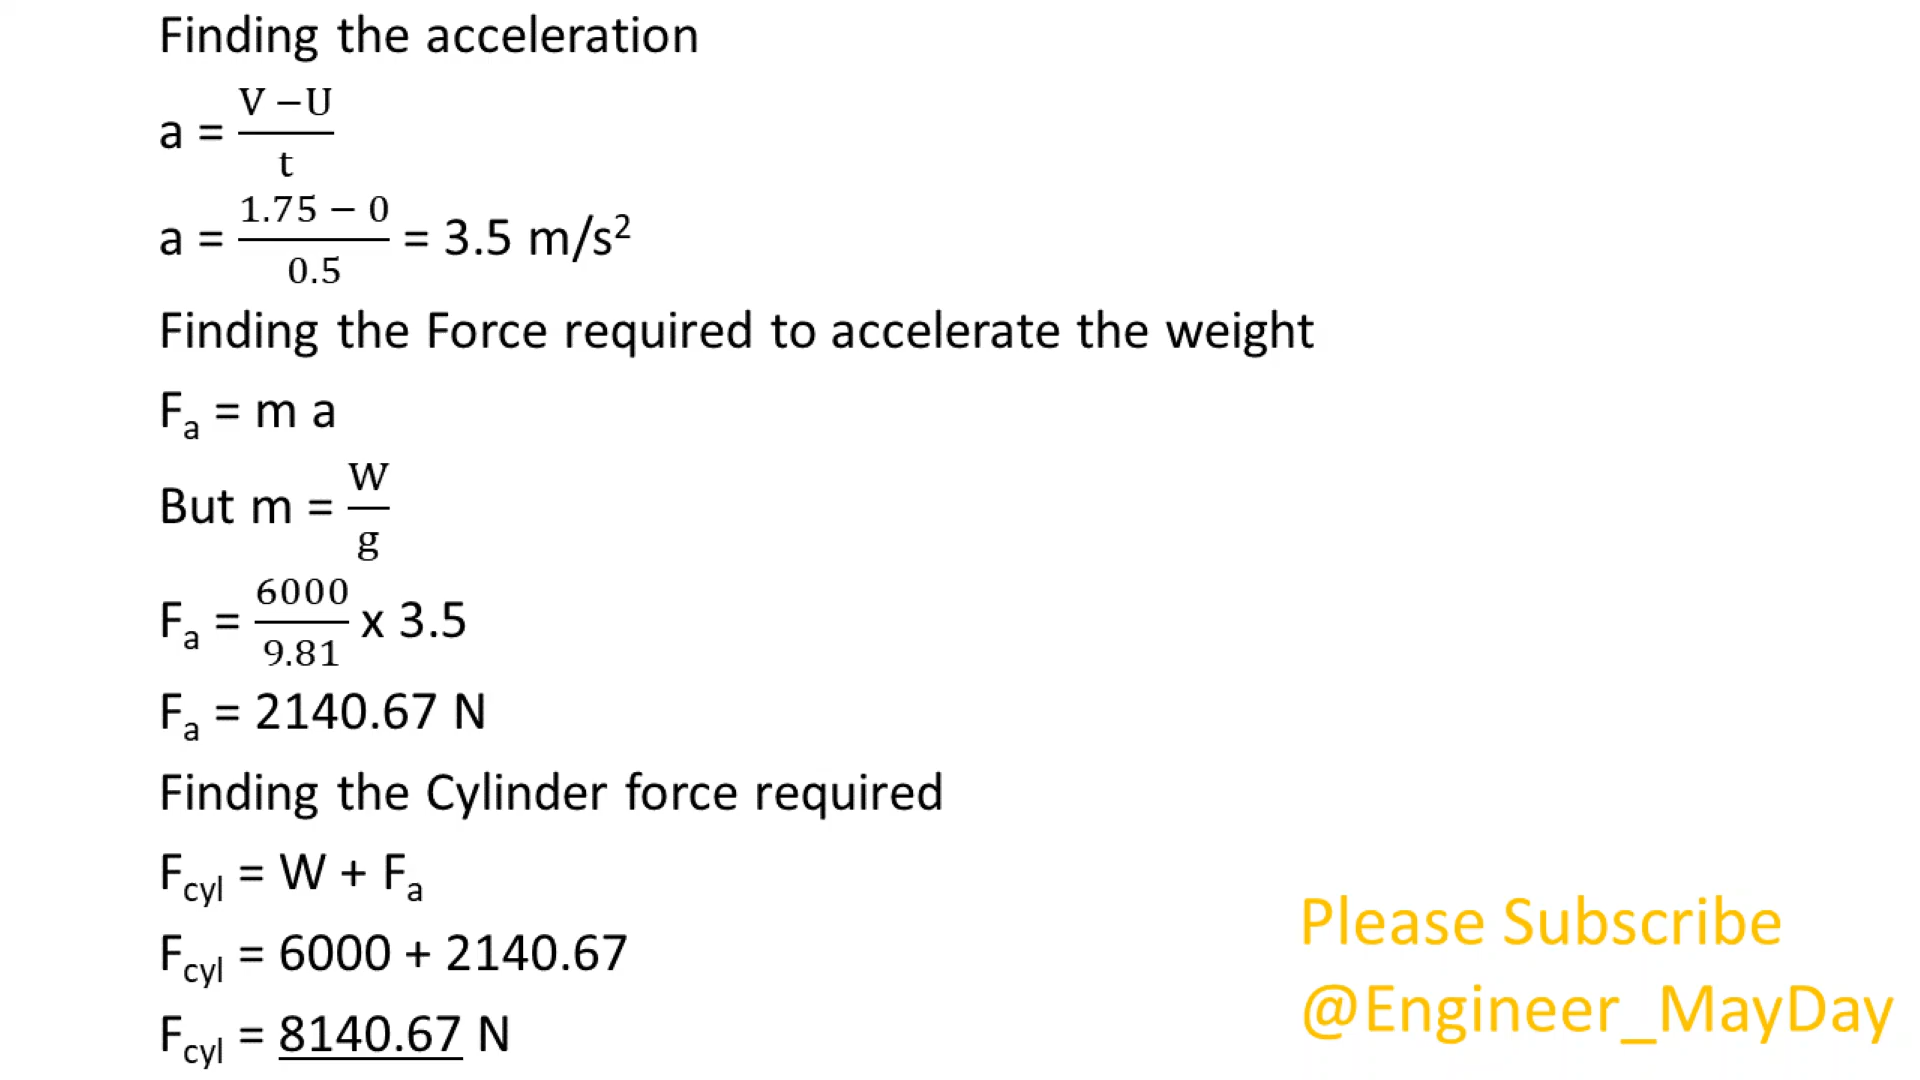 Finding the acceleration
a = V −U / t
a = 1.75 − 0 / 0.5 = 3.5 m/s²
Finding the Force required to accelerate the weight
Fa = m a
But m = W / g
Fa = 6000 / 9.81 x 3.5
Fa = 2140.67 N
Finding the Cylinder force required
Fcyl = W + Fa
Fcyl = 6000 + 2140.67
Fcyl = 8140.67 N
Please Subscribe
@Engineer_MayDay